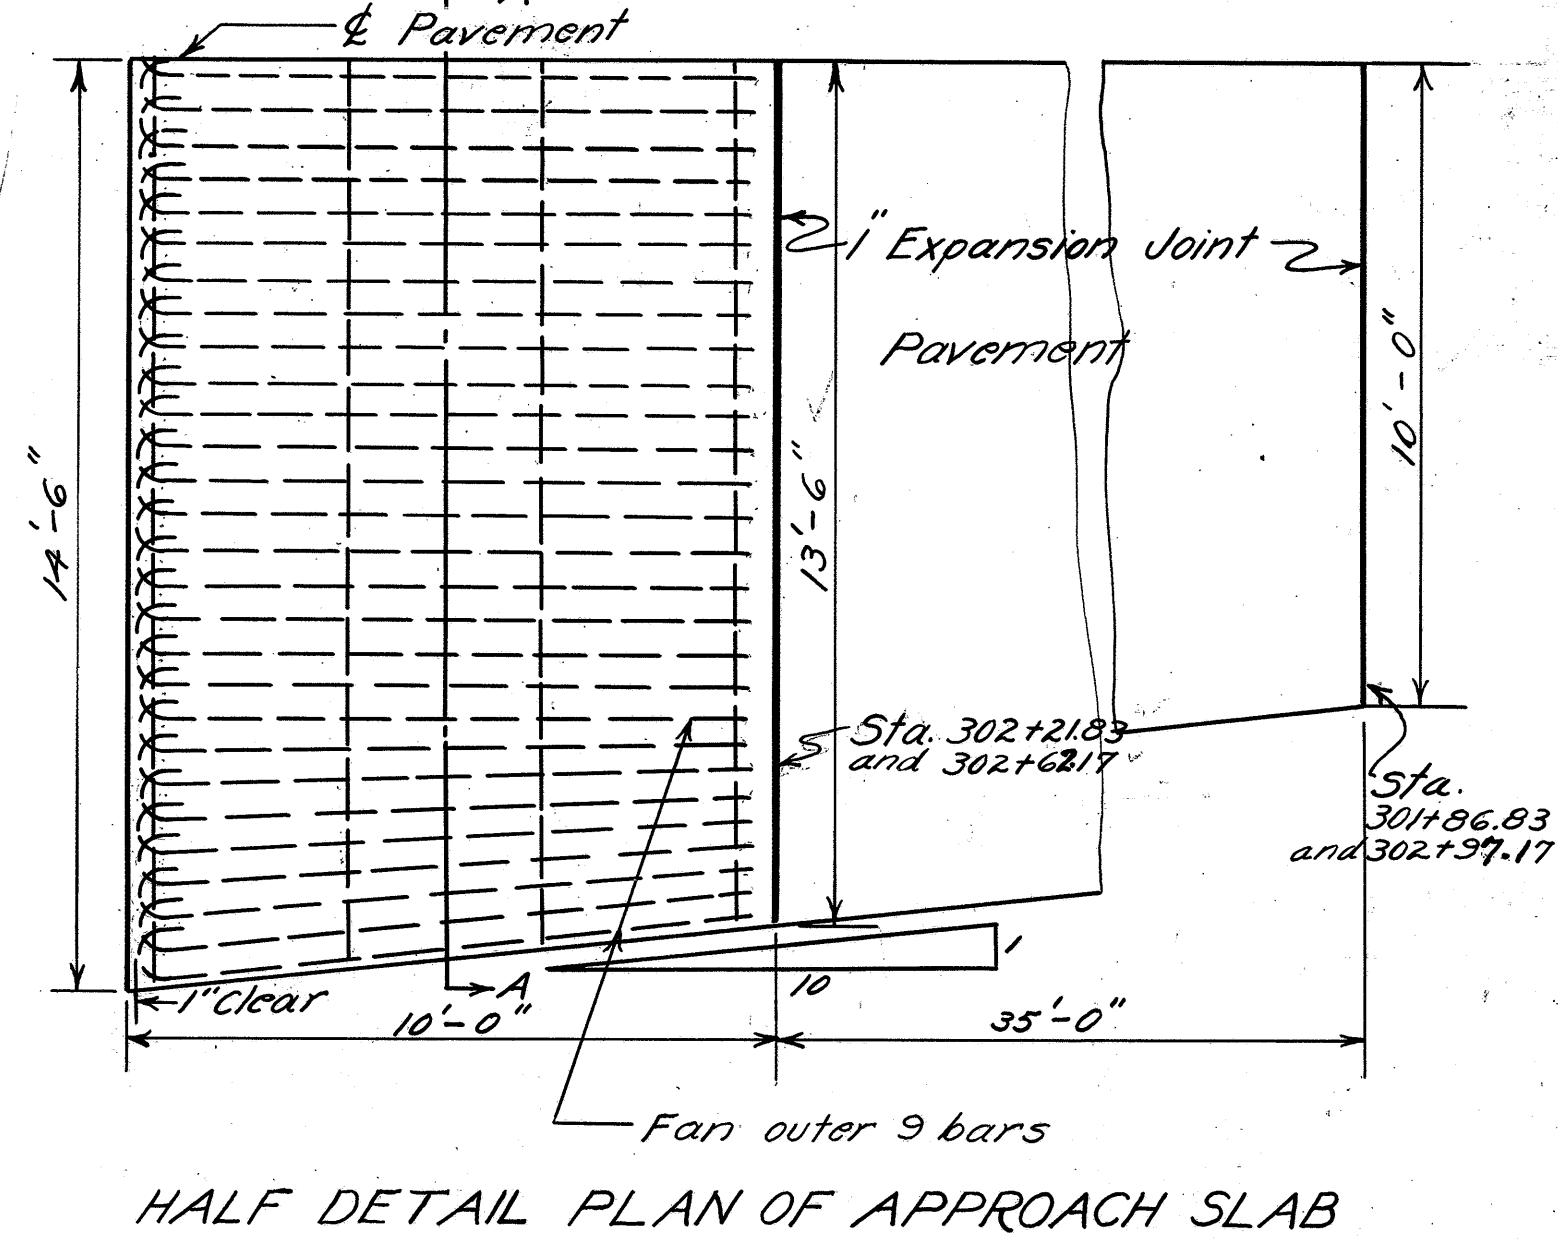 ℄ Pavement
1" Expansion Joint
Pavement
14'-6"
13'-6"
10'-0"
Sta. 302+21.83
and 302+62.17
Sta.
301+86.83
and 302+97.17
1
10
A
1" Clear
10'-0"
35'-0"
Fan outer 9 bars
HALF DETAIL PLAN OF APPROACH SLAB